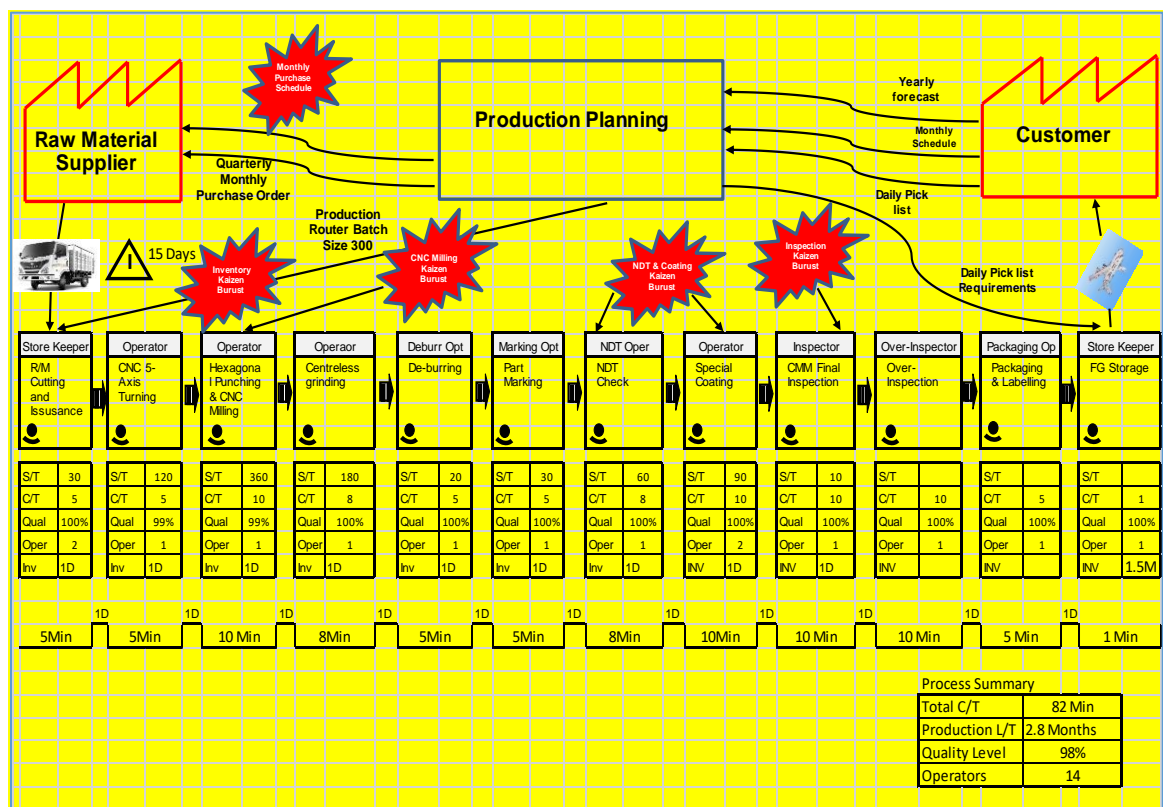 Monthly
Purchase
Schedule
Raw Material
Supplier
Production Planning
Customer
Yearly
forecast
Monthly
Schedule
Daily Pick
list
Quarterly
Monthly
Purchase Order
Production
Router Batch
Size 300
15 Days
I
Inventory
Kaizen
Burust
CNC Milling
Kaizen
Burust
NDT & Coating
Kaizen
Burust
Inspection
Kaizen
Burust
Daily Pick list
Requirements
Store Keeper
R/M
Cutting
and
Issusance
Operator
CNC 5-
Axis
Turning
Operator
Hexagona
l Punching
& CNC
Milling
Operaor
Centreless
grinding
Deburr Opt
De-burring
Marking Opt
Part
Marking
NDT Oper
NDT
Check
Operator
Special
Coating
Inspector
CMM Final
Inspection
Over-Inspector
Over-
Inspection
Packaging Op
Packaging
& Labelling
Store Keeper
FG Storage
S/T 30 S/T 120 S/T 360 S/T 180 S/T 20 S/T 30 S/T 60 S/T 90 S/T 10 S/T S/T S/T
C/T 5 C/T 5 C/T 10 C/T 8 C/T 5 C/T 5 C/T 8 C/T 10 C/T 10 C/T 10 C/T 5 C/T 1
Qual 100% Qual 99% Qual 99% Qual 100% Qual 100% Qual 100% Qual 100% Qual 100% Qual 100% Qual 100% Qual 100% Qual 100%
Oper 2 Oper 1 Oper 1 Oper 1 Oper 1 Oper 1 Oper 1 Oper 2 Oper 1 Oper 1 Oper 1 Oper 1
Inv 1D Inv 1D Inv 1D Inv 1D Inv 1D Inv 1D Inv 1D INV 1D INV 1D INV INV INV 1.5M
1D 1D 1D 1D 1D 1D 1D 1D 1D 1D 1D
5Min 5Min 10 Min 8Min 5Min 5Min 8Min 10Min 10 Min 10 Min 5 Min 1 Min
Process Summary
Total C/T 82 Min
Production L/T 2.8 Months
Quality Level 98%
Operators 14